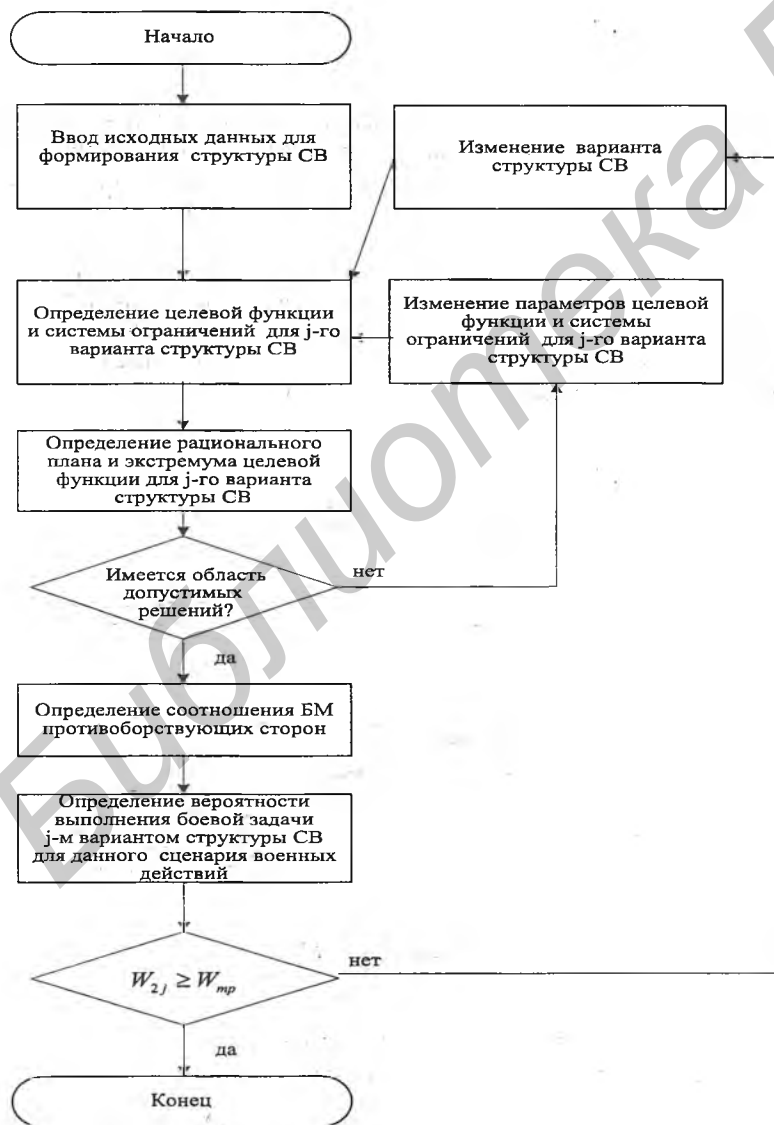 Начало
Ввод исходных данных для
формирования структуры СВ
Изменение варианта
структуры СВ
Определение целевой функции
и системы ограничений для j-го
варианта структуры СВ
Изменение параметров целевой
функции и системы
ограничений для j-го варианта
структуры СВ
Определение рационального
плана и экстремума целевой
функции для j-го варианта
структуры СВ
Имеется область
допустимых
решений?
нет
да
Определение соотношения БМ
противоборствующих сторон
Определение вероятности
выполнения боевой задачи
j-м вариантом структуры СВ
для данного сценария военных
действий
W₂ⱼ ≥ Wтр
нет
да
Конец
Библиотека